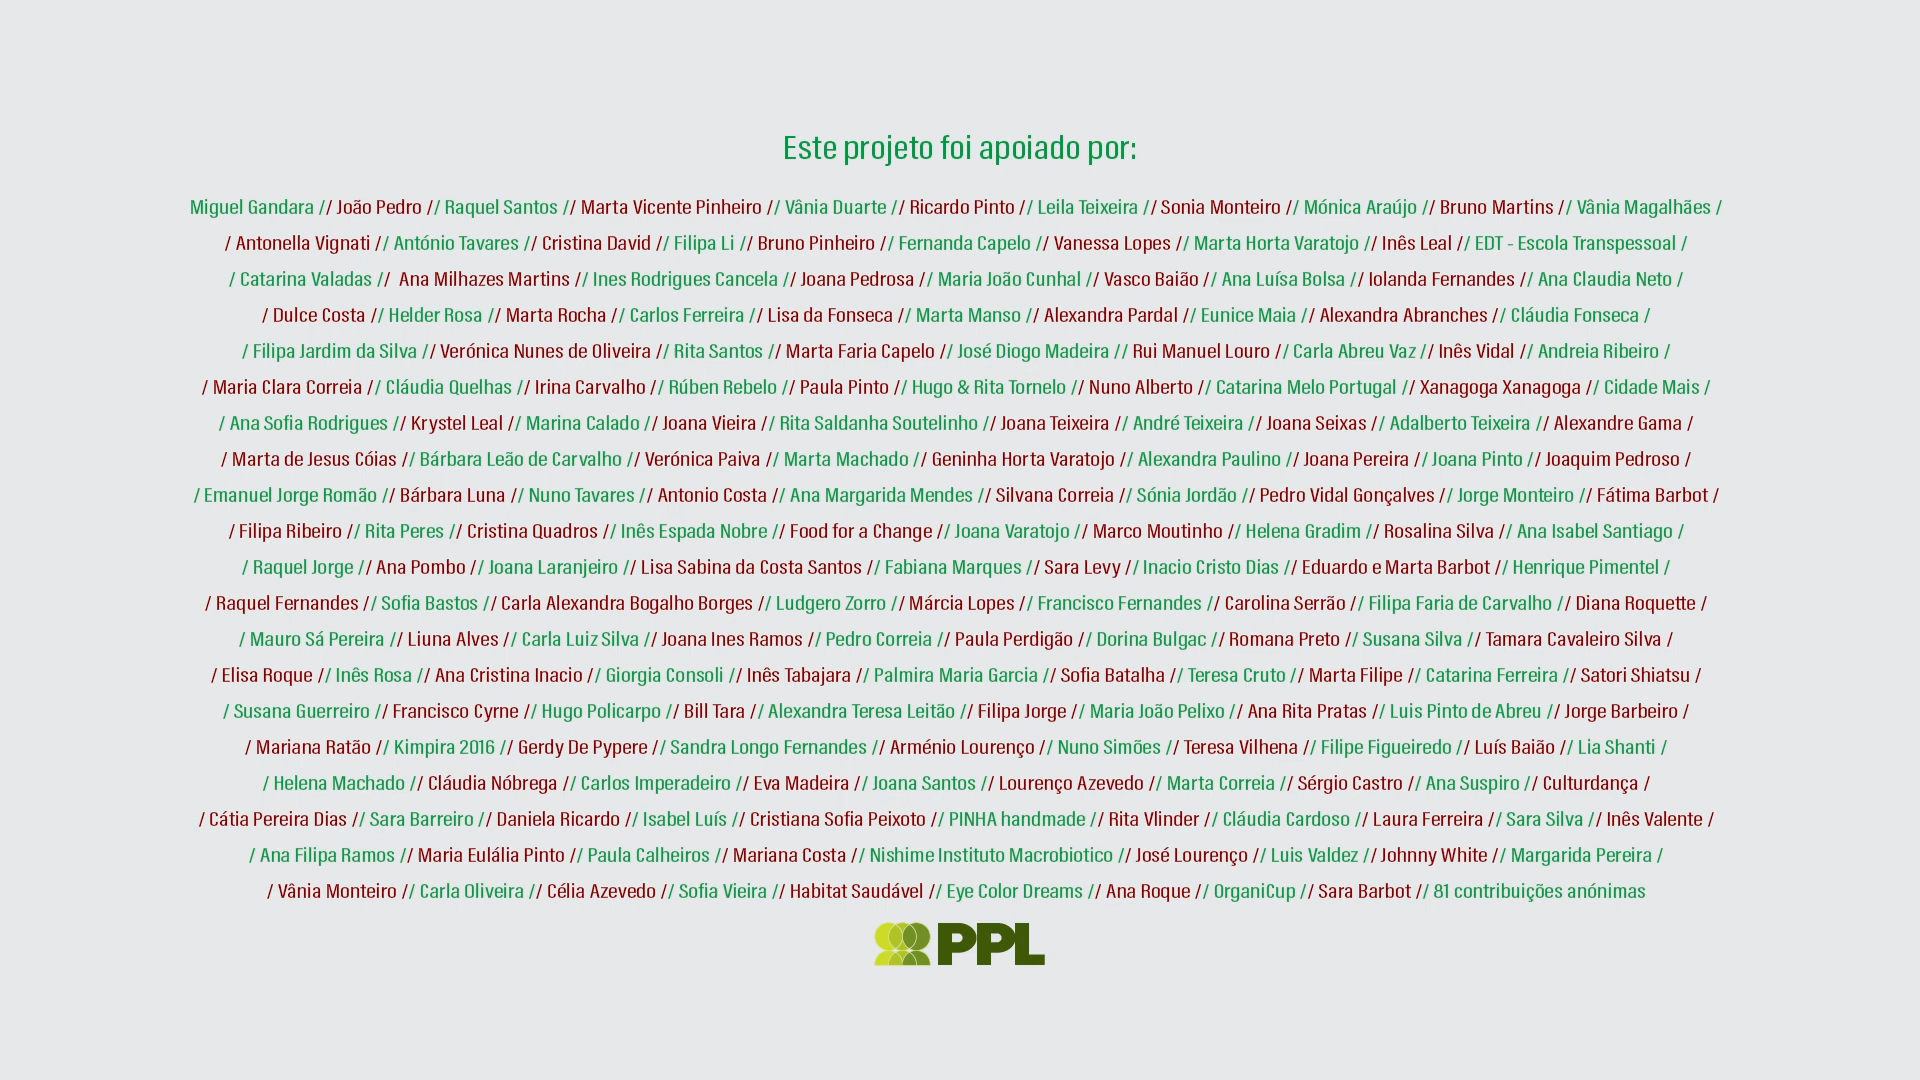 Este projeto foi apoiado por:
Miguel Gandara // João Pedro // Raquel Santos // Marta Vicente Pinheiro // Vânia Duarte // Ricardo Pinto // Leila Teixeira // Sonia Monteiro // Mónica Araújo // Bruno Martins // Vânia Magalhães /
/ Antonella Vignati // António Tavares // Cristina David // Filipa Li // Bruno Pinheiro // Fernanda Capelo // Vanessa Lopes // Marta Horta Varatojo // Inês Leal // EDT - Escola Transpessoal /
/ Catarina Valadas // Ana Milhazes Martins // Ines Rodrigues Cancela // Joana Pedrosa // Maria João Cunhal // Vasco Baião // Ana Luísa Bolsa // Iolanda Fernandes // Ana Claudia Neto /
/ Dulce Costa // Helder Rosa // Marta Rocha // Carlos Ferreira // Lisa da Fonseca // Marta Manso // Alexandra Pardal // Eunice Maia // Alexandra Abranches // Cláudia Fonseca /
/ Filipa Jardim da Silva // Verónica Nunes de Oliveira // Rita Santos // Marta Faria Capelo // José Diogo Madeira // Rui Manuel Louro // Carla Abreu Vaz // Inês Vidal // Andreia Ribeiro /
/ Maria Clara Correia // Cláudia Quelhas // Irina Carvalho // Rúben Rebelo // Paula Pinto // Hugo & Rita Tornelo // Nuno Alberto // Catarina Melo Portugal // Xanagoga Xanagoga // Cidade Mais /
/ Ana Sofia Rodrigues // Krystel Leal // Marina Calado // Joana Vieira // Rita Saldanha Soutelinho // Joana Teixeira // André Teixeira // Joana Seixas // Adalberto Teixeira // Alexandre Gama /
/ Marta de Jesus Cóias // Bárbara Leão de Carvalho // Verónica Paiva // Marta Machado // Geninha Horta Varatojo // Alexandra Paulino // Joana Pereira // Joana Pinto // Joaquim Pedroso /
/ Emanuel Jorge Romão // Bárbara Luna // Nuno Tavares // Antonio Costa // Ana Margarida Mendes // Silvana Correia // Sónia Jordão // Pedro Vidal Gonçalves // Jorge Monteiro // Fátima Barbot /
/ Filipa Ribeiro // Rita Peres // Cristina Quadros // Inês Espada Nobre // Food for a Change // Joana Varatojo // Marco Moutinho // Helena Gradim // Rosalina Silva // Ana Isabel Santiago /
/ Raquel Jorge // Ana Pombo // Joana Laranjeiro // Lisa Sabina da Costa Santos // Fabiana Marques // Sara Levy // Inacio Cristo Dias // Eduardo e Marta Barbot // Henrique Pimentel /
/ Raquel Fernandes // Sofia Bastos // Carla Alexandra Bogalho Borges // Ludgero Zorro // Márcia Lopes // Francisco Fernandes // Carolina Serrão // Filipa Faria de Carvalho // Diana Roquette /
/ Mauro Sá Pereira // Liuna Alves // Carla Luiz Silva // Joana Ines Ramos // Pedro Correia // Paula Perdigão // Dorina Bulgac // Romana Preto // Susana Silva // Tamara Cavaleiro Silva /
/ Elisa Roque // Inês Rosa // Ana Cristina Inacio // Giorgia Consoli // Inês Tabajara // Palmira Maria Garcia // Sofia Batalha // Teresa Cruto // Marta Filipe // Catarina Ferreira // Satori Shiatsu /
/ Susana Guerreiro // Francisco Cyrne // Hugo Policarpo // Bill Tara // Alexandra Teresa Leitão // Filipa Jorge // Maria João Pelixo // Ana Rita Pratas // Luis Pinto de Abreu // Jorge Barbeiro /
/ Mariana Ratão // Kimpira 2016 // Gerdy De Pypere // Sandra Longo Fernandes // Arménio Lourenço // Nuno Simões // Teresa Vilhena // Filipe Figueiredo // Luís Baião // Lia Shanti /
/ Helena Machado // Cláudia Nóbrega // Carlos Imperadeiro // Eva Madeira // Joana Santos // Lourenço Azevedo // Marta Correia // Sérgio Castro // Ana Suspiro // Culturdança /
/ Cátia Pereira Dias // Sara Barreiro // Daniela Ricardo // Isabel Luís // Cristiana Sofia Peixoto // PINHA handmade // Rita Vlinder // Cláudia Cardoso // Laura Ferreira // Sara Silva // Inês Valente /
/ Ana Filipa Ramos // Maria Eulália Pinto // Paula Calheiros // Mariana Costa // Nishime Instituto Macrobiotico // José Lourenço // Luis Valdez // Johnny White // Margarida Pereira /
/ Vânia Monteiro // Carla Oliveira // Célia Azevedo // Sofia Vieira // Habitat Saudável // Eye Color Dreams // Ana Roque // OrganiCup // Sara Barbot // 81 contribuições anónimas
PPL